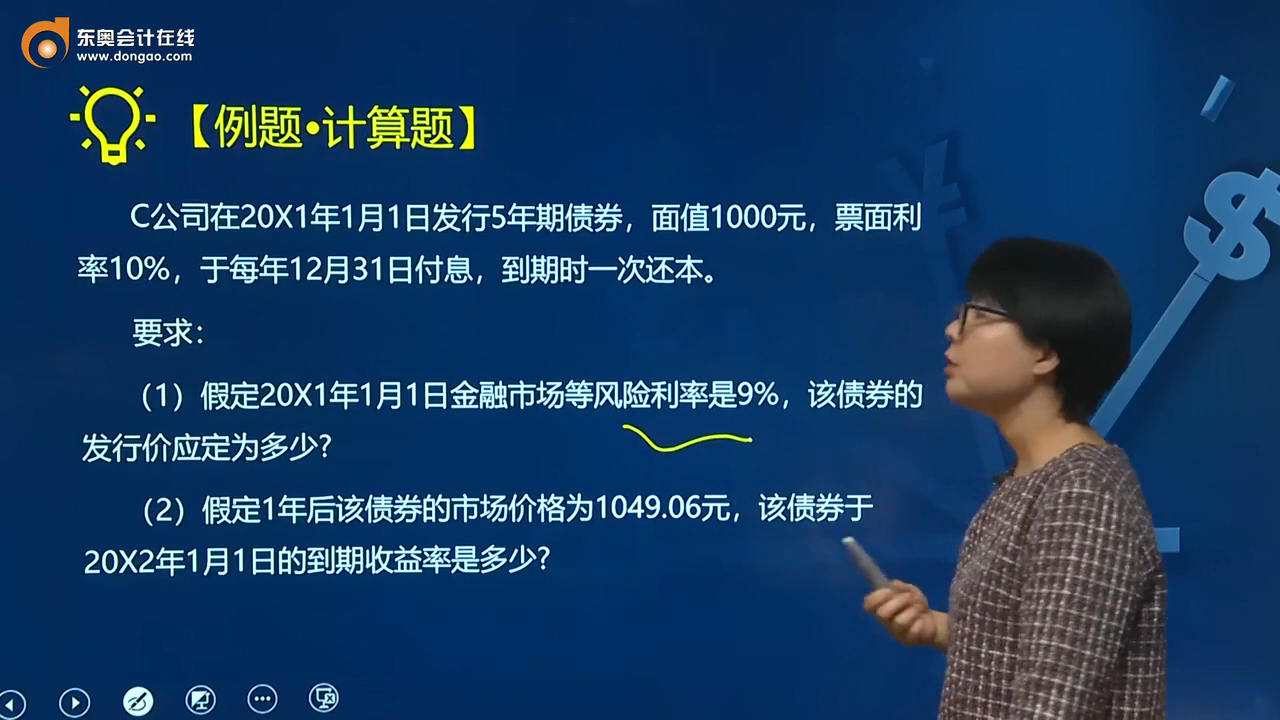 东奥会计在线
www.dongao.com
【例题•计算题】
C公司在20X1年1月1日发行5年期债券，面值1000元，票面利
率10%，于每年12月31日付息，到期时一次还本。
要求：
（1）假定20X1年1月1日金融市场等风险利率是9%，该债券的
发行价应定为多少?
（2）假定1年后该债券的市场价格为1049.06元，该债券于
20X2年1月1日的到期收益率是多少?